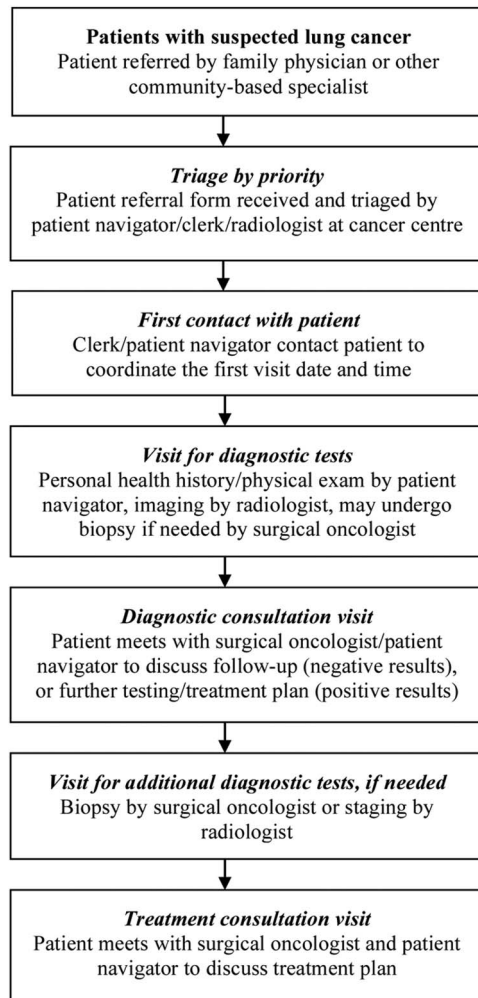 Patients with suspected lung cancer
Patient referred by family physician or other
community-based specialist
Triage by priority
Patient referral form received and triaged by
patient navigator/clerk/radiologist at cancer centre
First contact with patient
Clerk/patient navigator contact patient to
coordinate the first visit date and time
Visit for diagnostic tests
Personal health history/physical exam by patient
navigator, imaging by radiologist, may undergo
biopsy if needed by surgical oncologist
Diagnostic consultation visit
Patient meets with surgical oncologist/patient
navigator to discuss follow-up (negative results),
or further testing/treatment plan (positive results)
Visit for additional diagnostic tests, if needed
Biopsy by surgical oncologist or staging by
radiologist
Treatment consultation visit
Patient meets with surgical oncologist and patient
navigator to discuss treatment plan